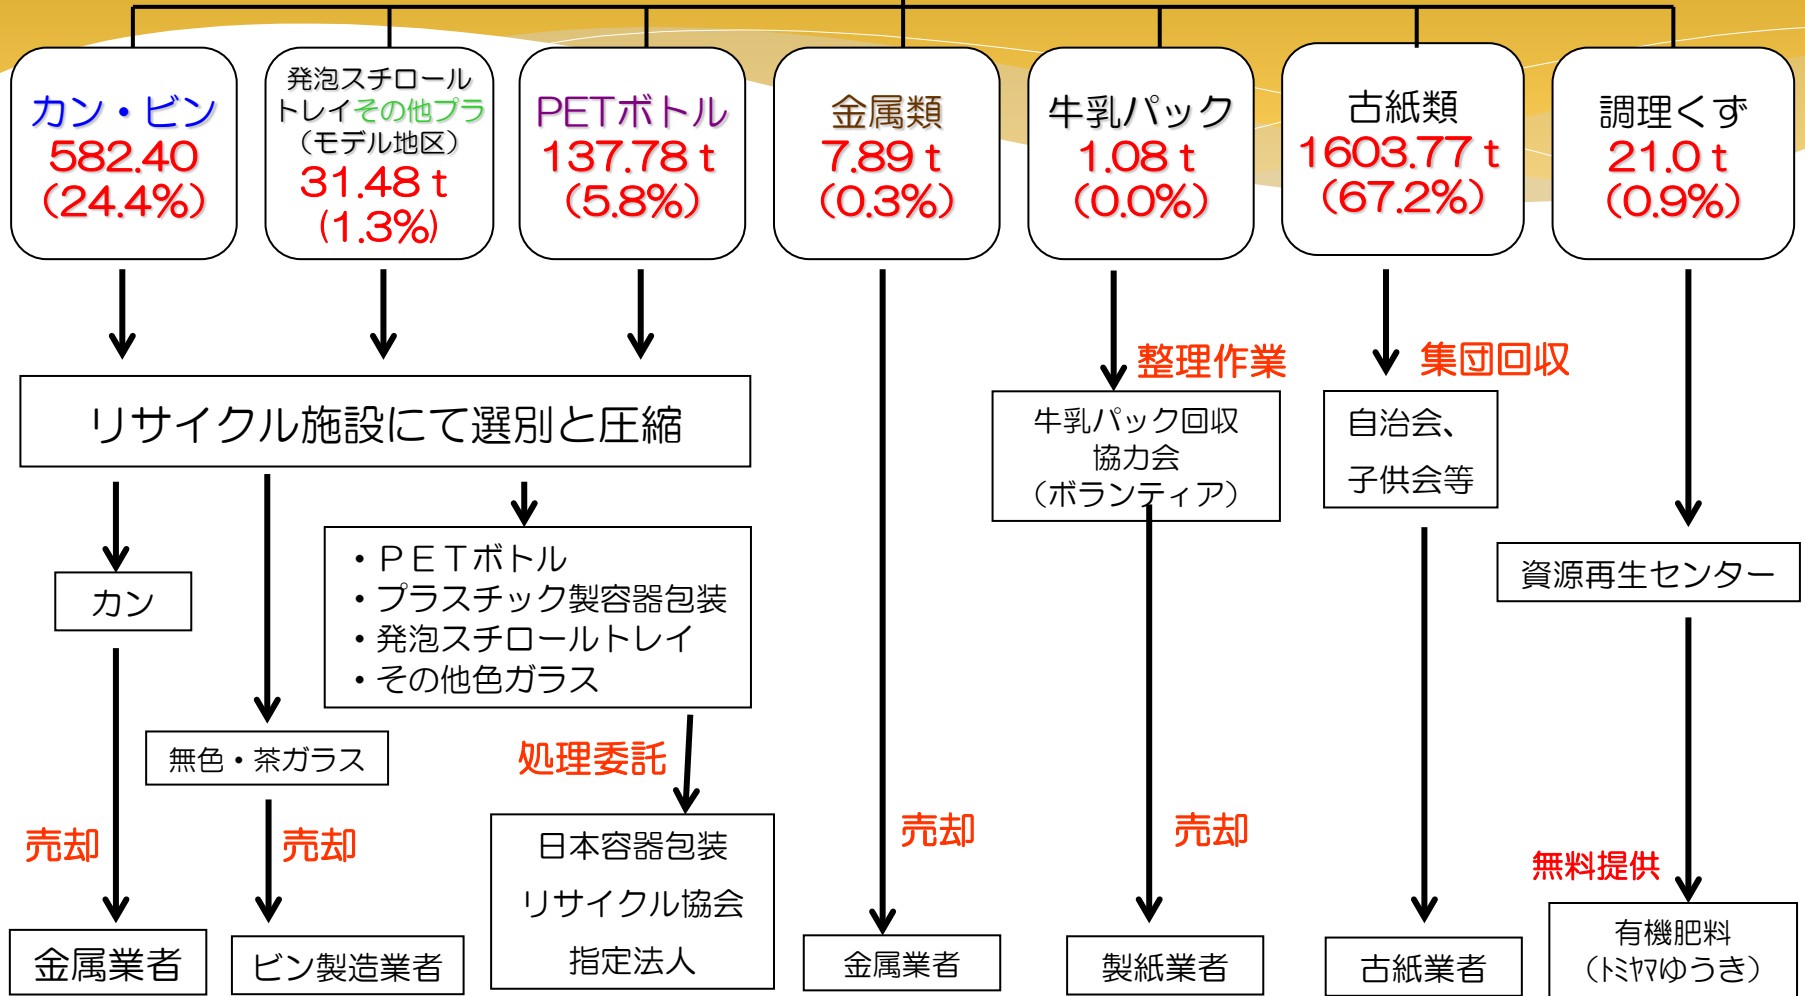 カン・ビン
582.40
(24.4%)
発泡スチロール
トレイその他プラ
（モデル地区）
31.48 t
(1.3%)
PETボトル
137.78 t
(5.8%)
金属類
7.89 t
(0.3%)
牛乳パック
1.08 t
(0.0%)
古紙類
1603.77 t
(67.2%)
調理くず
21.0 t
(0.9%)
整理作業
集団回収
リサイクル施設にて選別と圧縮
牛乳パック回収
協力会
（ボランティア）
自治会、
子供会等
カン
・ＰＥＴボトル
・プラスチック製容器包装
・発泡スチロールトレイ
・その他色ガラス
資源再生センター
無色・茶ガラス
処理委託
売却
売却
売却
売却
無料提供
金属業者
ビン製造業者
日本容器包装
リサイクル協会
指定法人
金属業者
製紙業者
古紙業者
有機肥料
（ﾄﾐﾔﾏゆうき）